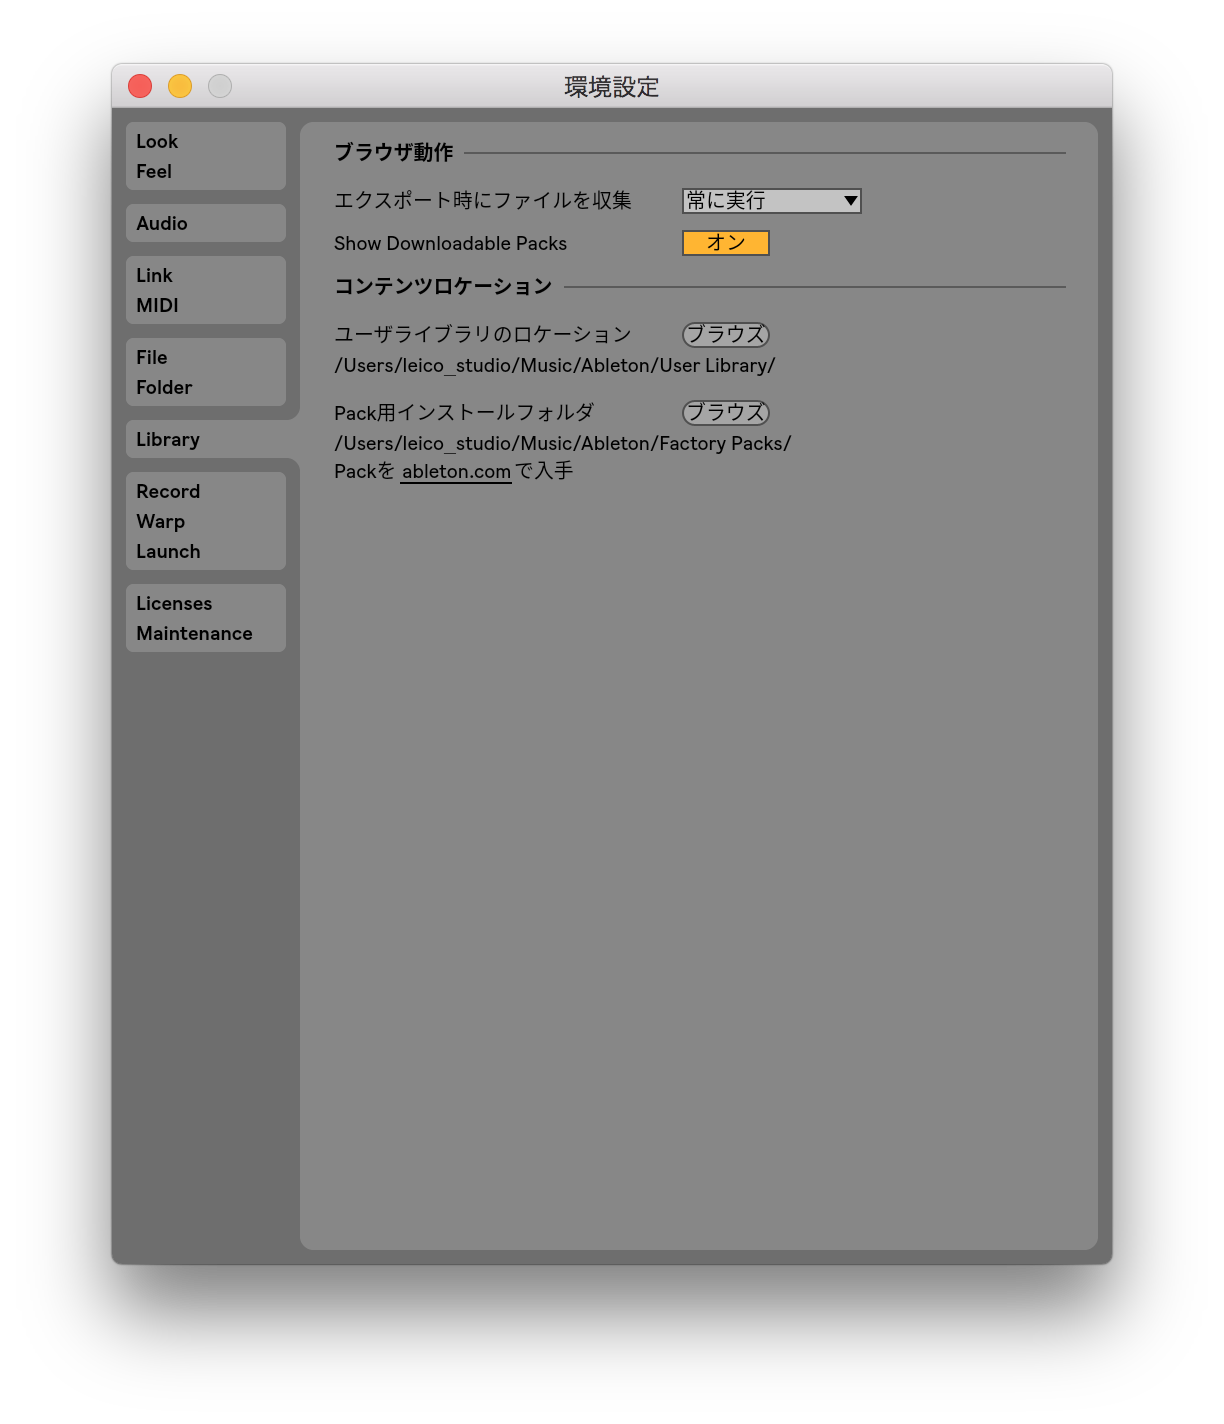 環境設定
Look
Feel
Audio
Link
MIDI
File
Folder
Library
Record
Warp
Launch
Licenses
Maintenance
ブラウザ動作
エクスポート時にファイルを収集 常に実行
Show Downloadable Packs オン
コンテンツロケーション
ユーザライブラリのロケーション ブラウズ
/Users/leico_studio/Music/Ableton/User Library/
Pack用インストールフォルダ ブラウズ
/Users/leico_studio/Music/Ableton/Factory Packs/
Packを ableton.com で入手